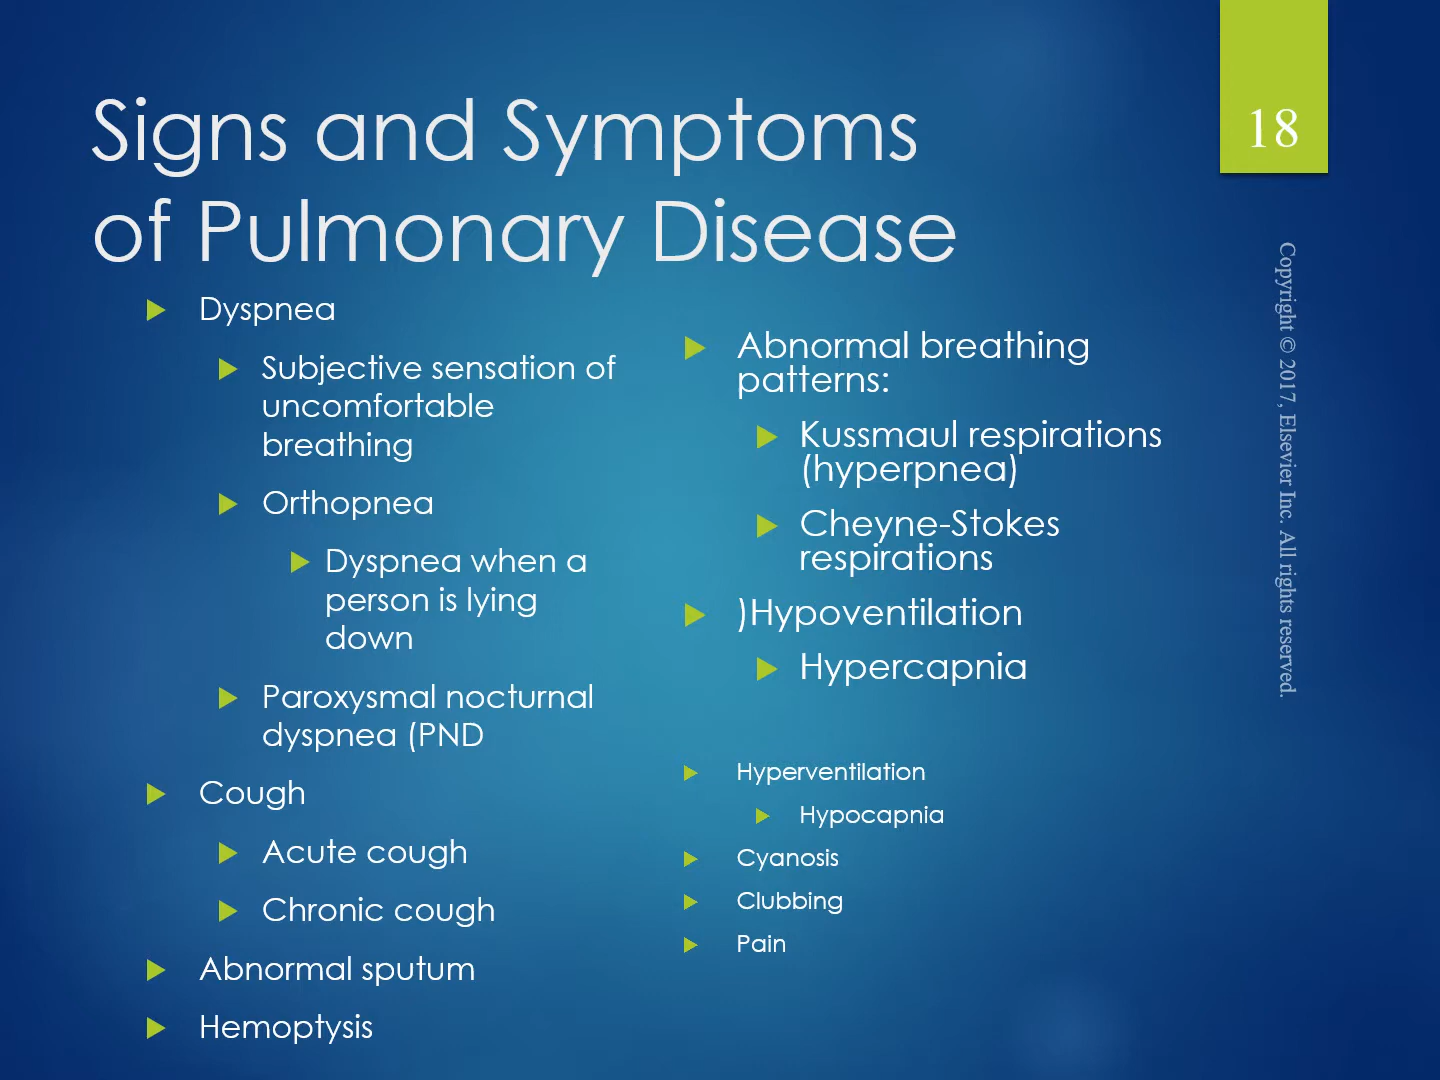 Signs and Symptoms
of Pulmonary Disease
18
Dyspnea
Subjective sensation of
uncomfortable
breathing
Orthopnea
Dyspnea when a
person is lying
down
Paroxysmal nocturnal
dyspnea (PND
Cough
Acute cough
Chronic cough
Abnormal sputum
Hemoptysis
Abnormal breathing
patterns:
Kussmaul respirations
(hyperpnea)
Cheyne-Stokes
respirations
)Hypoventilation
Hypercapnia
Hyperventilation
Hypocapnia
Cyanosis
Clubbing
Pain
Copyright © 2017, Elsevier Inc. All rights reserved.